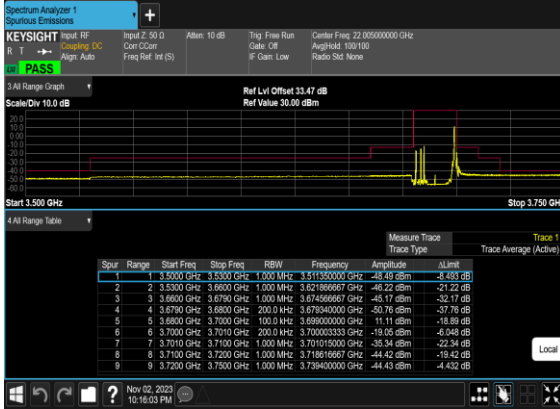 Spectrum Analyzer 1
Spurious Emissions
+
KEYSIGHT Input: RF Input Z: 50 Ω Atten: 10 dB Trig: Free Run Center Freq: 22.005000000 GHz
R T Coupling: DC Corr CCorr Gate: Off Avg|Hold: 100/100
Align: Auto Freq Ref: Int (S) IF Gain: Low Radio Std: None
PASS
3 All Range Graph Ref Lvl Offset 33.47 dB
Scale/Div 10.0 dB Ref Value 30.00 dBm
20.0
10.0
0.00
-10.0
-20.0
-30.0
-40.0
-50.0
-60.0
Start 3.500 GHz Stop 3.750 GH
4 All Range Table
Measure Trace Trace 1
Trace Type Trace Average (Active)
Spur Range Start Freq Stop Freq RBW Frequency Amplitude ΔLimit
1 1 3.5000 GHz 3.5300 GHz 1.000 MHz 3.511350000 GHz -48.49 dBm -8.493 dB
2 2 3.5300 GHz 3.6600 GHz 1.000 MHz 3.621866667 GHz -46.22 dBm -21.22 dB
3 3 3.6600 GHz 3.6790 GHz 1.000 MHz 3.674566667 GHz -45.17 dBm -32.17 dB
4 4 3.6790 GHz 3.6800 GHz 200.0 kHz 3.679340000 GHz -50.76 dBm -37.76 dB
5 5 3.6800 GHz 3.7000 GHz 100.0 kHz 3.699000000 GHz 11.11 dBm -18.89 dB
6 6 3.7000 GHz 3.7010 GHz 200.0 kHz 3.700003333 GHz -19.05 dBm -6.048 dB
7 7 3.7010 GHz 3.7100 GHz 1.000 MHz 3.701015000 GHz -35.34 dBm -22.34 dB
8 8 3.7100 GHz 3.7200 GHz 1.000 MHz 3.718616667 GHz -44.42 dBm -19.42 dB
9 9 3.7200 GHz 3.7500 GHz 1.000 MHz 3.739400000 GHz -44.43 dBm -4.432 dB
Local
? Nov 02, 2023
10:16:03 PM